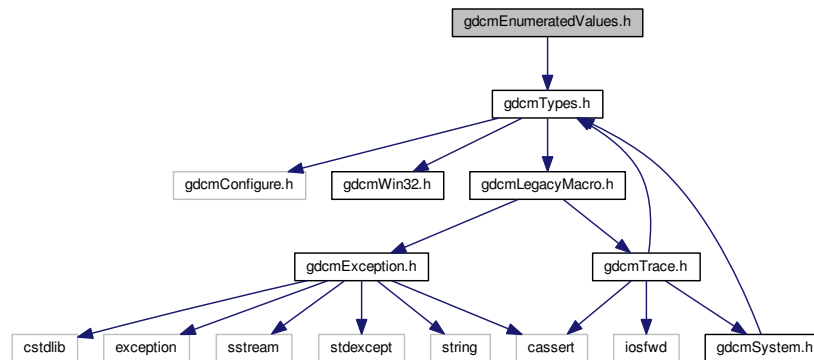 gdcmEnumeratedValues.h
gdcmTypes.h
gdcmConfigure.h
gdcmWin32.h
gdcmLegacyMacro.h
gdcmException.h
gdcmTrace.h
cstdlib
exception
sstream
stdexcept
string
cassert
iosfwd
gdcmSystem.h